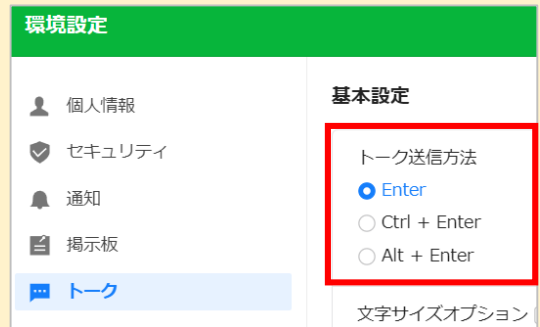 環境設定
個人情報
セキュリティ
通知
掲示板
トーク
基本設定
トーク送信方法
Enter
Ctrl + Enter
Alt + Enter
文字サイズオプション